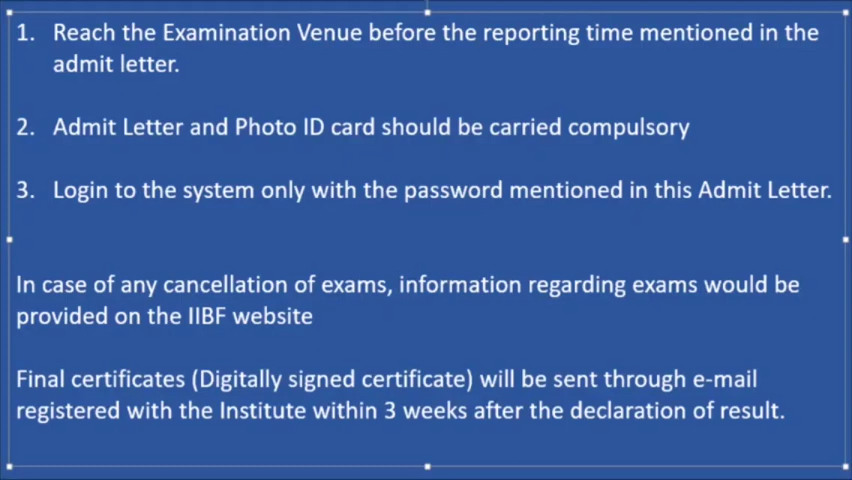 1. Reach the Examination Venue before the reporting time mentioned in the
admit letter.
2. Admit Letter and Photo ID card should be carried compulsory
3. Login to the system only with the password mentioned in this Admit Letter.
In case of any cancellation of exams, information regarding exams would be
provided on the IIBF website
Final certificates (Digitally signed certificate) will be sent through e-mail
registered with the Institute within 3 weeks after the declaration of result.